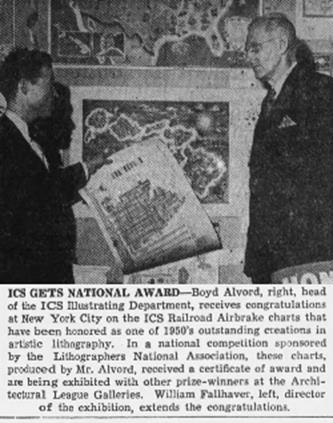 ICS GETS NATIONAL AWARD—Boyd Alvord, right, head
of the ICS Illustrating Department, receives congratulations
at New York City on the ICS Railroad Airbrake charts that
have been honored as one of 1950's outstanding creations in
artistic lithography. In a national competition sponsored
by the Lithographers National Association, these charts,
produced by Mr. Alvord, received a certificate of award and
are being exhibited with other prize-winners at the Archi-
tectural League Galleries. William Fallhaver, left, director
of the exhibition, extends the congratulations.